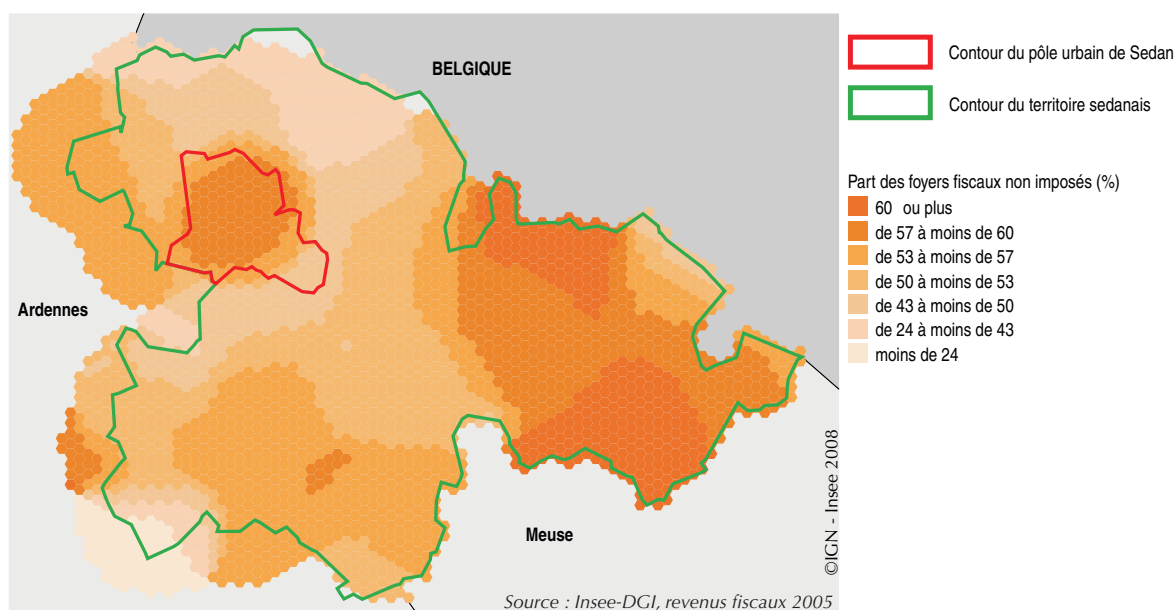 BELGIQUE
Ardennes
Meuse
©IGN - Insee 2008
Source : Insee-DGI, revenus fiscaux 2005
Contour du pôle urbain de Sedan
Contour du territoire sedanais
Part des foyers fiscaux non imposés (%)
60 ou plus
de 57 à moins de 60
de 53 à moins de 57
de 50 à moins de 53
de 43 à moins de 50
de 24 à moins de 43
moins de 24